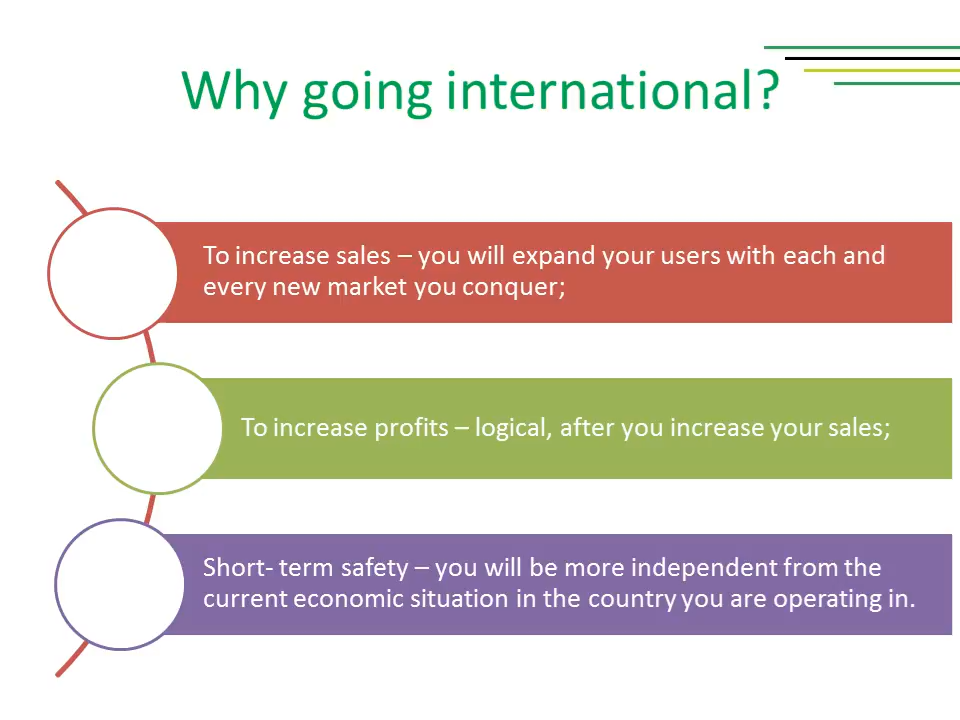 Why going international?
To increase sales – you will expand your users with each and
every new market you conquer;
To increase profits – logical, after you increase your sales;
Short- term safety – you will be more independent from the
current economic situation in the country you are operating in.